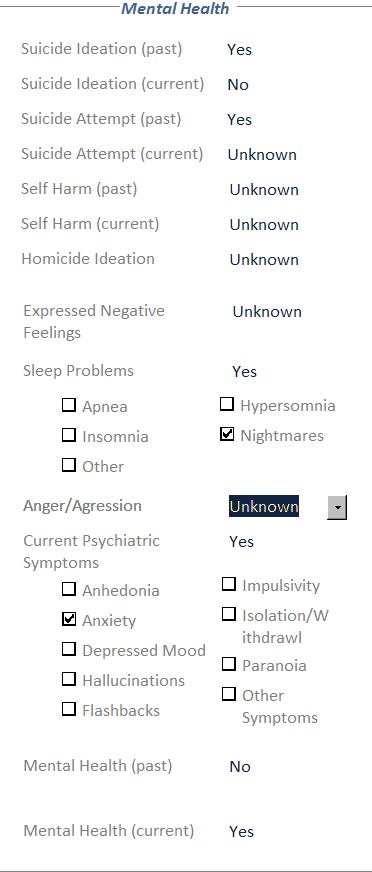 Mental Health
Suicide Ideation (past) Yes
Suicide Ideation (current) No
Suicide Attempt (past) Yes
Suicide Attempt (current) Unknown
Self Harm (past) Unknown
Self Harm (current) Unknown
Homicide Ideation Unknown
Expressed Negative Unknown
Feelings
Sleep Problems Yes
Apnea Hypersomnia
Insomnia Nightmares
Other
Anger/Agression Unknown
Current Psychiatric Yes
Symptoms
Anhedonia Impulsivity
Anxiety Isolation/W
ithdrawl
Depressed Mood
Hallucinations Paranoia
Flashbacks Other
Symptoms
Mental Health (past) No
Mental Health (current) Yes